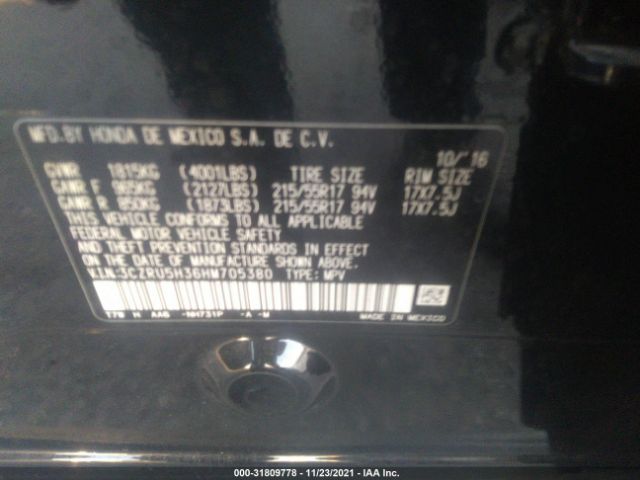 MFD.BY HONDA DE MEXICO S.A. DE C.V.
10/'16
GVWR 1815KG (4001LBS) TIRE SIZE RIM SIZE
GAWR F 965KG (2127LBS) 215/55R17 94V 17X7.5J
GAWR R 850KG (1873LBS) 215/55R17 94V 17X7.5J
THIS VEHICLE CONFORMS TO ALL APPLICABLE
FEDERAL MOTOR VEHICLE SAFETY
AND THEFT PREVENTION STANDARDS IN EFFECT
ON THE DATE OF MANUFACTURE SHOWN ABOVE.
V.I.N:3CZRU5H36HM705380 TYPE: MPV
T7S H AA6 -NH731P -A -M MADE IN MEXICO
000-31809778 - 11/23/2021 - IAA Inc.